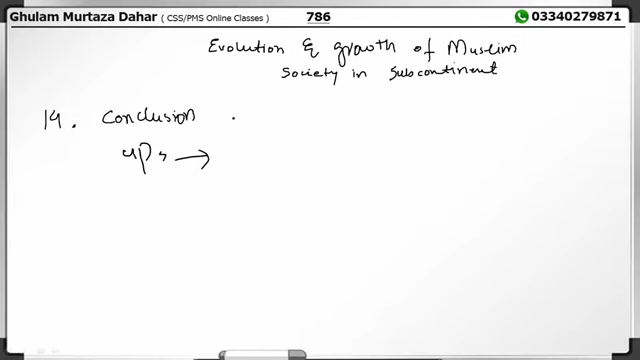 Ghulam Murtaza Dahar ( CSS/PMS Online Classes ) 786 03340279871
Evolution & growth of Muslim
Society in Subcontinent
14. Conclusion